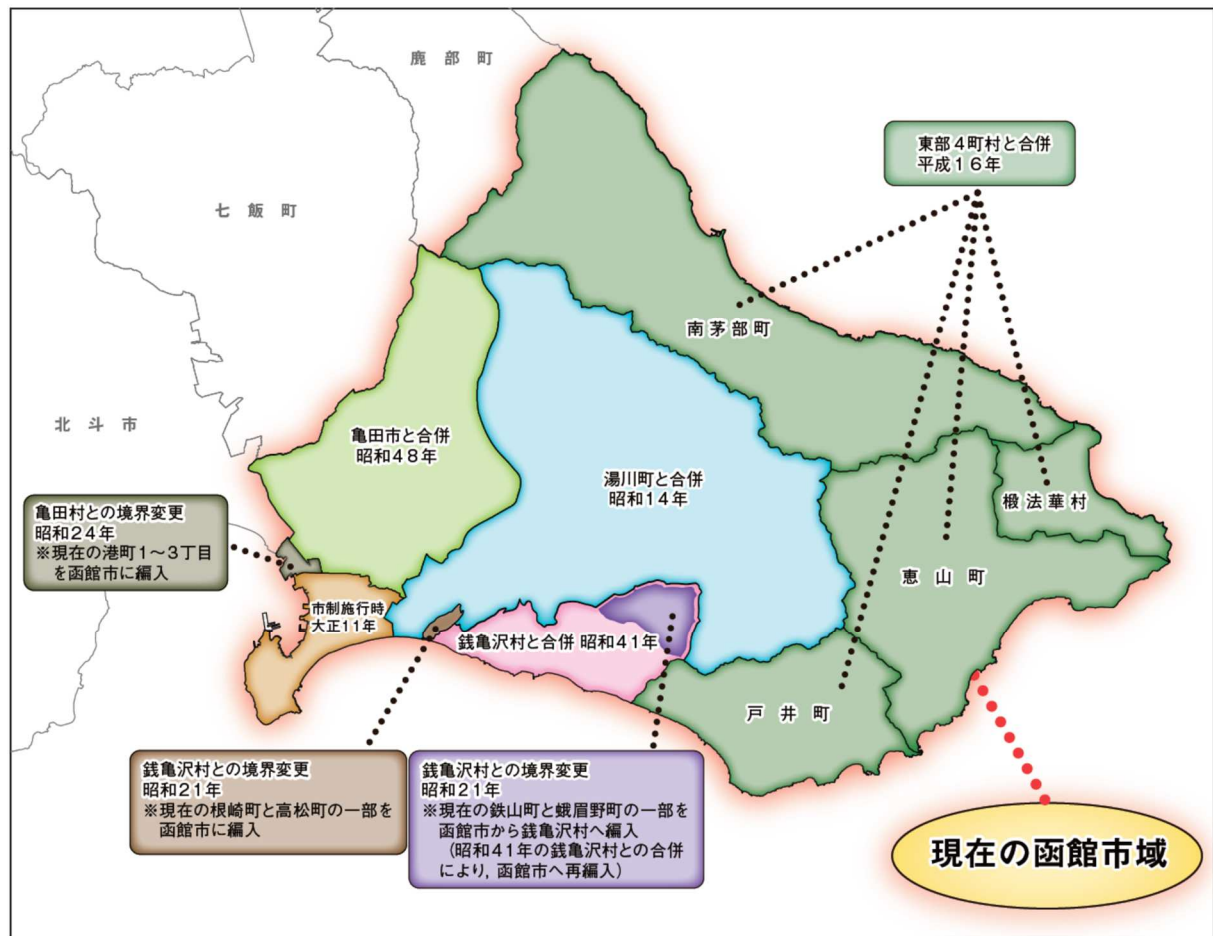 鹿部町
東部4町村と合併
平成16年
七飯町
南茅部町
北斗市
亀田市と合併
昭和48年
湯川町と合併
昭和14年
椴法華村
亀田村との境界変更
昭和24年
※現在の港町1〜3丁目
を函館市に編入
恵山町
市制施行時
大正11年
銭亀沢村と合併 昭和41年
戸井町
銭亀沢村との境界変更
昭和21年
※現在の根崎町と高松町の一部を
函館市に編入
銭亀沢村との境界変更
昭和21年
※現在の鉄山町と蛾眉野町の一部を
函館市から銭亀沢村へ編入
(昭和41年の銭亀沢村との合併
により,函館市へ再編入)
現在の函館市域